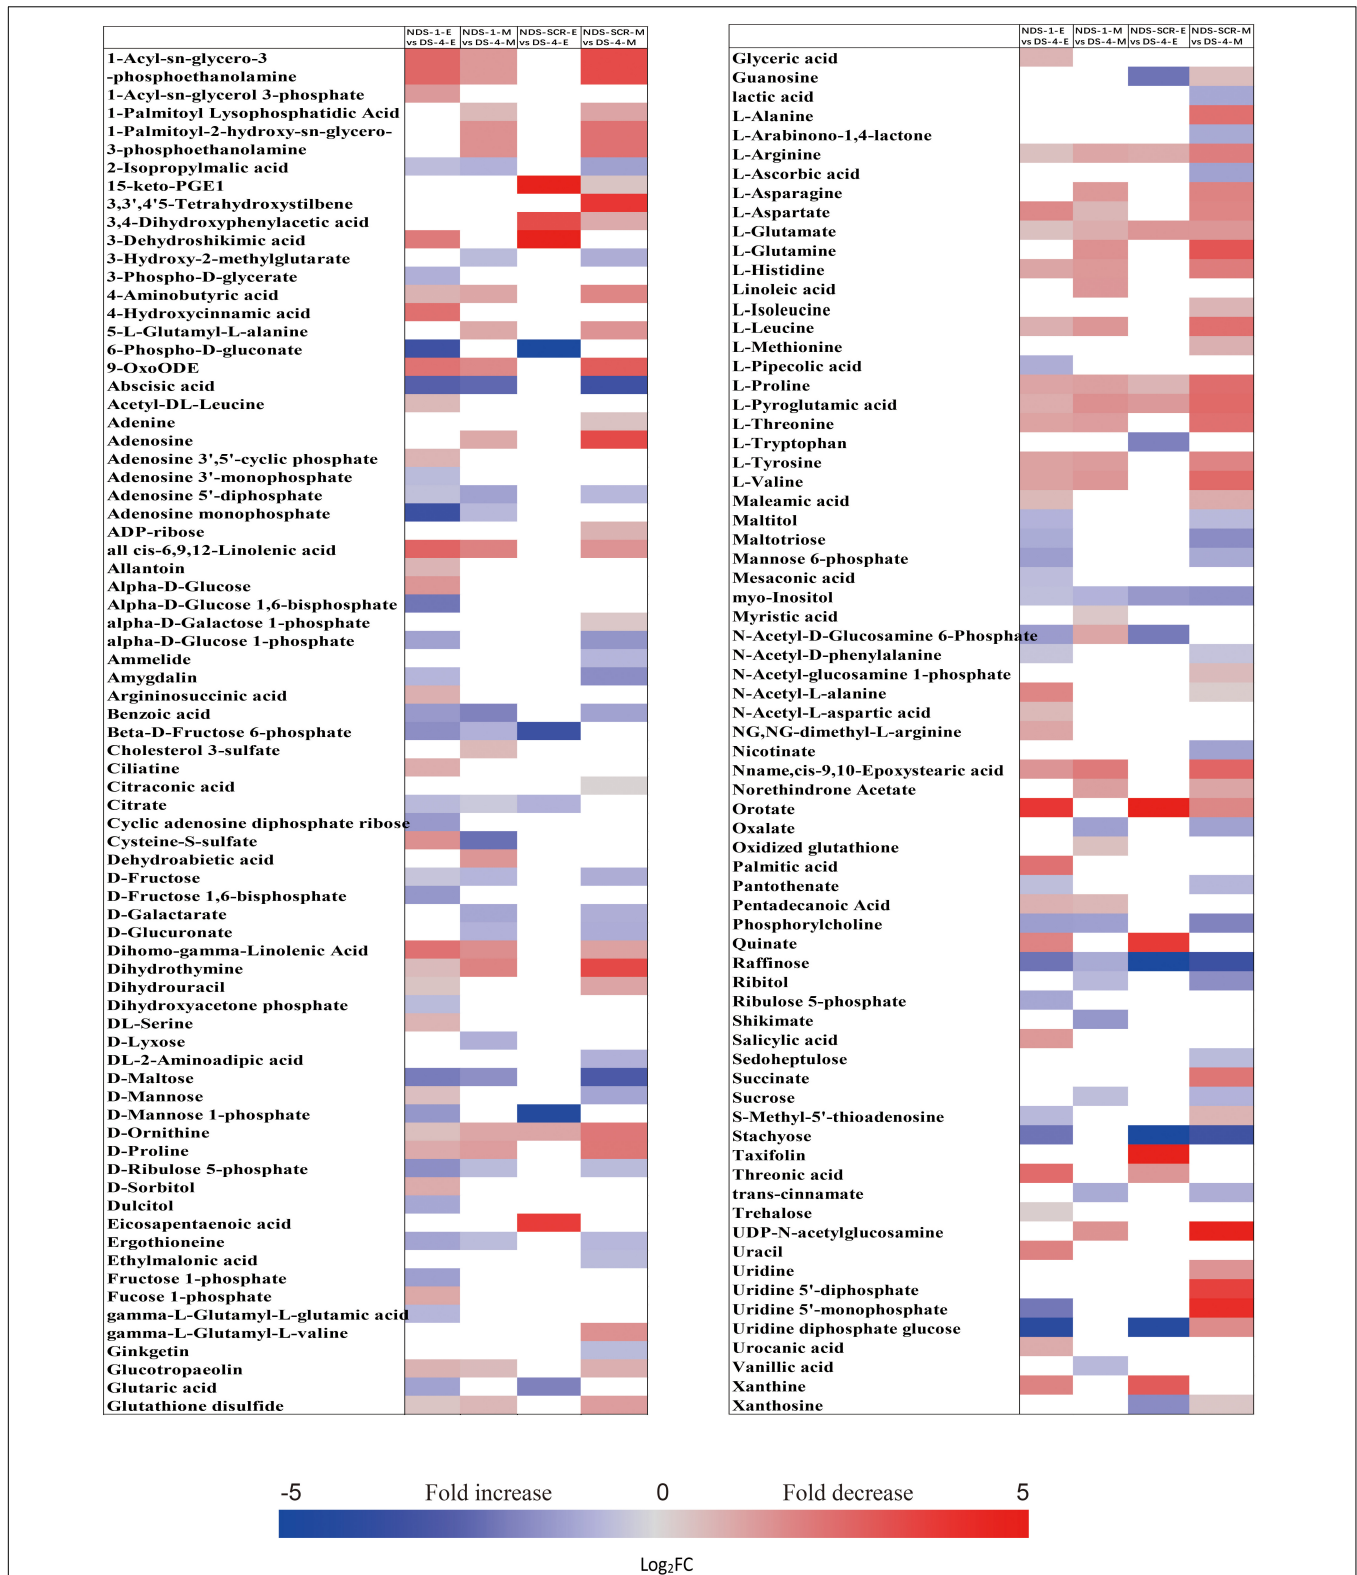 NDS-1-E NDS-1-M NDS-SCR-E NDS-SCR-M
vs DS-4-E vs DS-4-M vs DS-4-E vs DS-4-M
1-Acyl-sn-glycero-3
-phosphoethanolamine
1-Acyl-sn-glycerol 3-phosphate
1-Palmitoyl Lysophosphatidic Acid
1-Palmitoyl-2-hydroxy-sn-glycero-
3-phosphoethanolamine
2-Isopropylmalic acid
15-keto-PGE1
3,3',4'5-Tetrahydroxystilbene
3,4-Dihydroxyphenylacetic acid
3-Dehydroshikimic acid
3-Hydroxy-2-methylglutarate
3-Phospho-D-glycerate
4-Aminobutyric acid
4-Hydroxycinnamic acid
5-L-Glutamyl-L-alanine
6-Phospho-D-gluconate
9-OxoODE
Abscisic acid
Acetyl-DL-Leucine
Adenine
Adenosine
Adenosine 3',5'-cyclic phosphate
Adenosine 3'-monophosphate
Adenosine 5'-diphosphate
Adenosine monophosphate
ADP-ribose
all cis-6,9,12-Linolenic acid
Allantoin
Alpha-D-Glucose
Alpha-D-Glucose 1,6-bisphosphate
alpha-D-Galactose 1-phosphate
alpha-D-Glucose 1-phosphate
Ammelide
Amygdalin
Argininosuccinic acid
Benzoic acid
Beta-D-Fructose 6-phosphate
Cholesterol 3-sulfate
Ciliatine
Citraconic acid
Citrate
Cyclic adenosine diphosphate ribose
Cysteine-S-sulfate
Dehydroabietic acid
D-Fructose
D-Fructose 1,6-bisphosphate
D-Galactarate
D-Glucuronate
Dihomo-gamma-Linolenic Acid
Dihydrothymine
Dihydrouracil
Dihydroxyacetone phosphate
DL-Serine
D-Lyxose
DL-2-Aminoadipic acid
D-Maltose
D-Mannose
D-Mannose 1-phosphate
D-Ornithine
D-Proline
D-Ribulose 5-phosphate
D-Sorbitol
Dulcitol
Eicosapentaenoic acid
Ergothioneine
Ethylmalonic acid
Fructose 1-phosphate
Fucose 1-phosphate
gamma-L-Glutamyl-L-glutamic acid
gamma-L-Glutamyl-L-valine
Ginkgetin
Glucotropaeolin
Glutaric acid
Glutathione disulfide
NDS-1-E NDS-1-M NDS-SCR-E NDS-SCR-M
vs DS-4-E vs DS-4-M vs DS-4-E vs DS-4-M
Glyceric acid
Guanosine
lactic acid
L-Alanine
L-Arabinono-1,4-lactone
L-Arginine
L-Ascorbic acid
L-Asparagine
L-Aspartate
L-Glutamate
L-Glutamine
L-Histidine
Linoleic acid
L-Isoleucine
L-Leucine
L-Methionine
L-Pipecolic acid
L-Proline
L-Pyroglutamic acid
L-Threonine
L-Tryptophan
L-Tyrosine
L-Valine
Maleamic acid
Maltitol
Maltotriose
Mannose 6-phosphate
Mesaconic acid
myo-Inositol
Myristic acid
N-Acetyl-D-Glucosamine 6-Phosphate
N-Acetyl-D-phenylalanine
N-Acetyl-glucosamine 1-phosphate
N-Acetyl-L-alanine
N-Acetyl-L-aspartic acid
NG,NG-dimethyl-L-arginine
Nicotinate
Nname,cis-9,10-Epoxystearic acid
Norethindrone Acetate
Orotate
Oxalate
Oxidized glutathione
Palmitic acid
Pantothenate
Pentadecanoic Acid
Phosphorylcholine
Quinate
Raffinose
Ribitol
Ribulose 5-phosphate
Shikimate
Salicylic acid
Sedoheptulose
Succinate
Sucrose
S-Methyl-5'-thioadenosine
Stachyose
Taxifolin
Threonic acid
trans-cinnamate
Trehalose
UDP-N-acetylglucosamine
Uracil
Uridine
Uridine 5'-diphosphate
Uridine 5'-monophosphate
Uridine diphosphate glucose
Urocanic acid
Vanillic acid
Xanthine
Xanthosine
-5 Fold increase 0 Fold decrease 5
Log₂FC